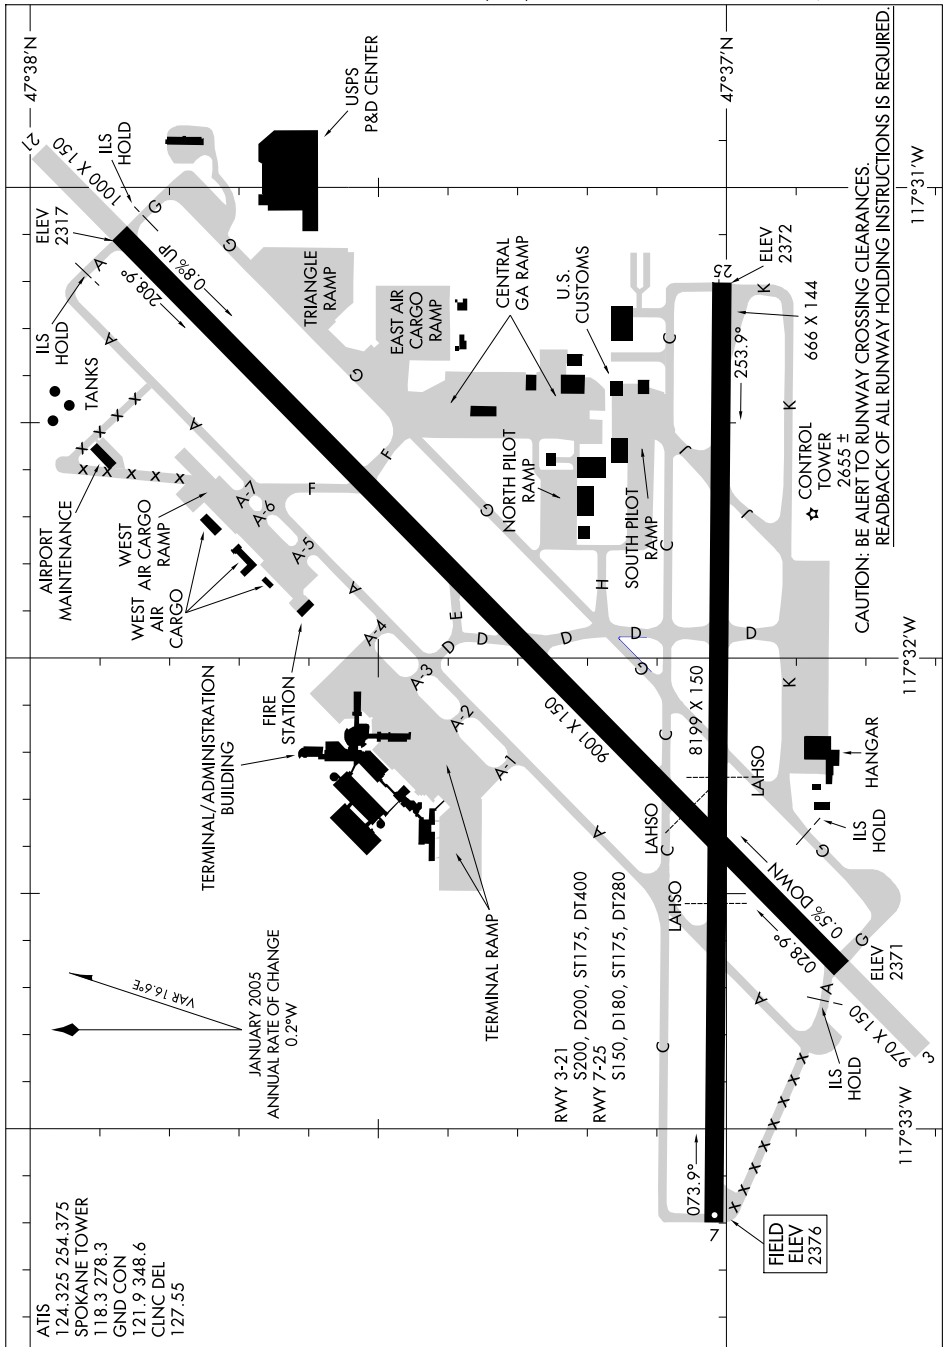 ATIS
124.325 254.375
SPOKANE TOWER
118.3 278.3
GND CON
121.9 348.6
CLNC DEL
127.55
JANUARY 2005
ANNUAL RATE OF CHANGE
0.2°W
VAR 16.6°E
47°38'N
21
1000 X 150
ILS
HOLD
ELEV
2317
208.9°
0.8% UP
G
G
A
ILS
HOLD
A
TANKS
USPS
P&D CENTER
TRIANGLE
RAMP
EAST AIR
CARGO
RAMP
CENTRAL
GA RAMP
U.S.
CUSTOMS
47°37'N
117°31'W
25
ELEV
2372
K
253.9°
666 X 144
C
G
A
K
X X X X
X X X X X
AIRPORT
MAINTENANCE
WEST
AIR CARGO
RAMP
WEST
AIR
CARGO
A-7
A-6
A-5
F
F
G
NORTH PILOT
RAMP
SOUTH PILOT
RAMP
J
J
C
CONTROL
TOWER
2655 ±
A
A-4
A-3
A-2
A-1
E
D
D
D
D
D
H
G
FIRE
STATION
TERMINAL/ADMINISTRATION
BUILDING
TERMINAL RAMP
9001 X 150
8199 X 150
117°32'W
K
C
LAHSO
LAHSO
LAHSO
HANGAR
ILS
HOLD
G
C
A
RWY 3-21
S200, D200, ST175, DT400
RWY 7-25
S150, D180, ST175, DT280
0.5% DOWN
028.9°
G
ELEV
2371
A
A
970 X 150
3
ILS
HOLD
C
X X X X X X X X
117°33'W
073.9°
7
FIELD
ELEV
2376
CAUTION: BE ALERT TO RUNWAY CROSSING CLEARANCES.
READBACK OF ALL RUNWAY HOLDING INSTRUCTIONS IS REQUIRED.